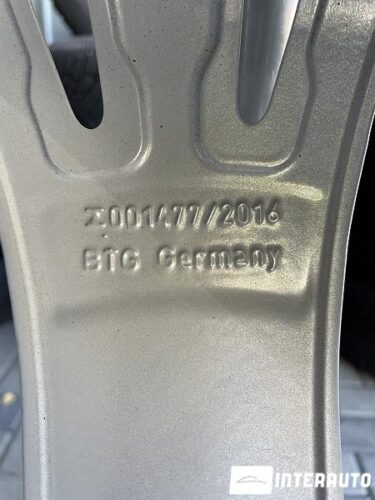 ⌶001477/2016
BTG Germany
INTERAUTO